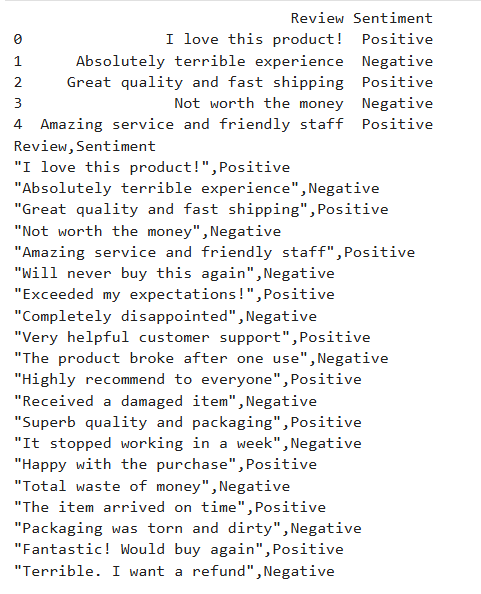 Review Sentiment
0 I love this product! Positive
1 Absolutely terrible experience Negative
2 Great quality and fast shipping Positive
3 Not worth the money Negative
4 Amazing service and friendly staff Positive
Review,Sentiment
"I love this product!",Positive
"Absolutely terrible experience",Negative
"Great quality and fast shipping",Positive
"Not worth the money",Negative
"Amazing service and friendly staff",Positive
"Will never buy this again",Negative
"Exceeded my expectations!",Positive
"Completely disappointed",Negative
"Very helpful customer support",Positive
"The product broke after one use",Negative
"Highly recommend to everyone",Positive
"Received a damaged item",Negative
"Superb quality and packaging",Positive
"It stopped working in a week",Negative
"Happy with the purchase",Positive
"Total waste of money",Negative
"The item arrived on time",Positive
"Packaging was torn and dirty",Negative
"Fantastic! Would buy again",Positive
"Terrible. I want a refund",Negative